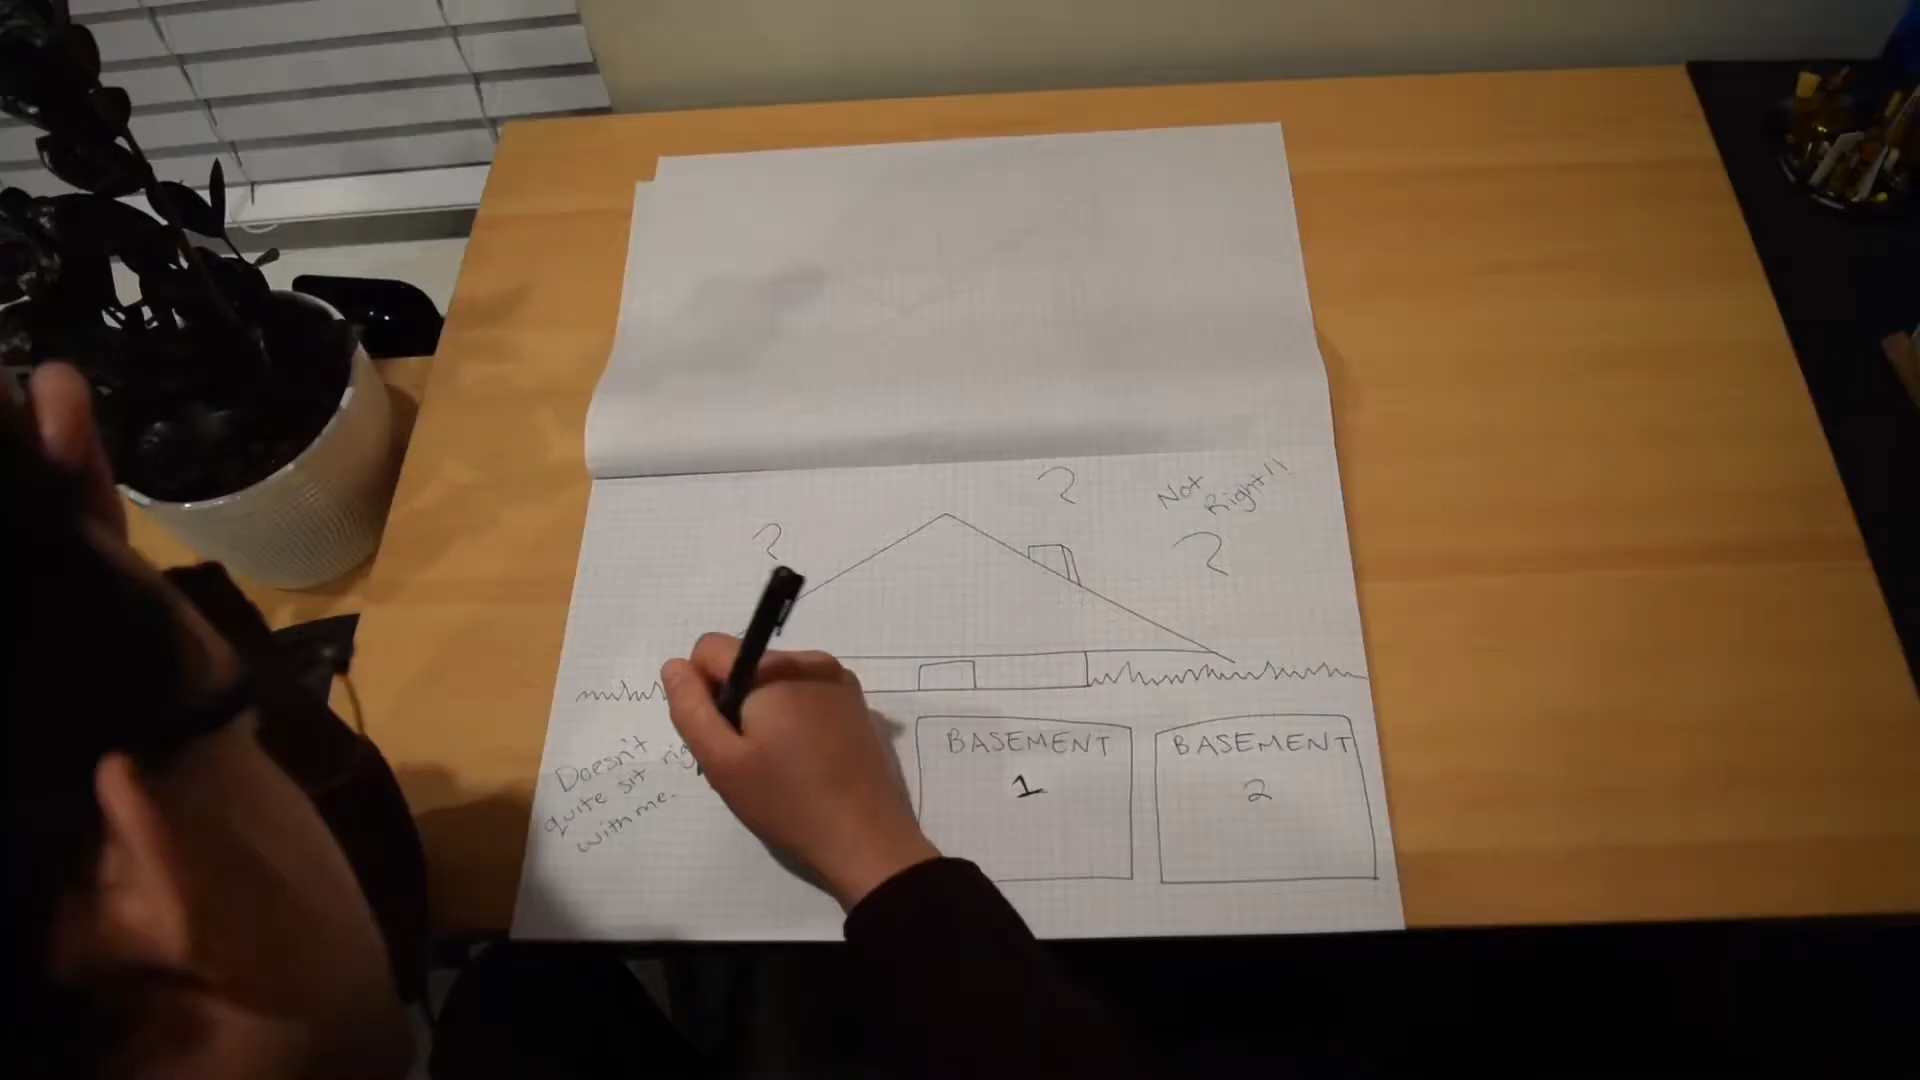 ?
?
Not
Right!!
?
Doesn't
quite sit
with me.
BASEMENT
1
BASEMENT
2